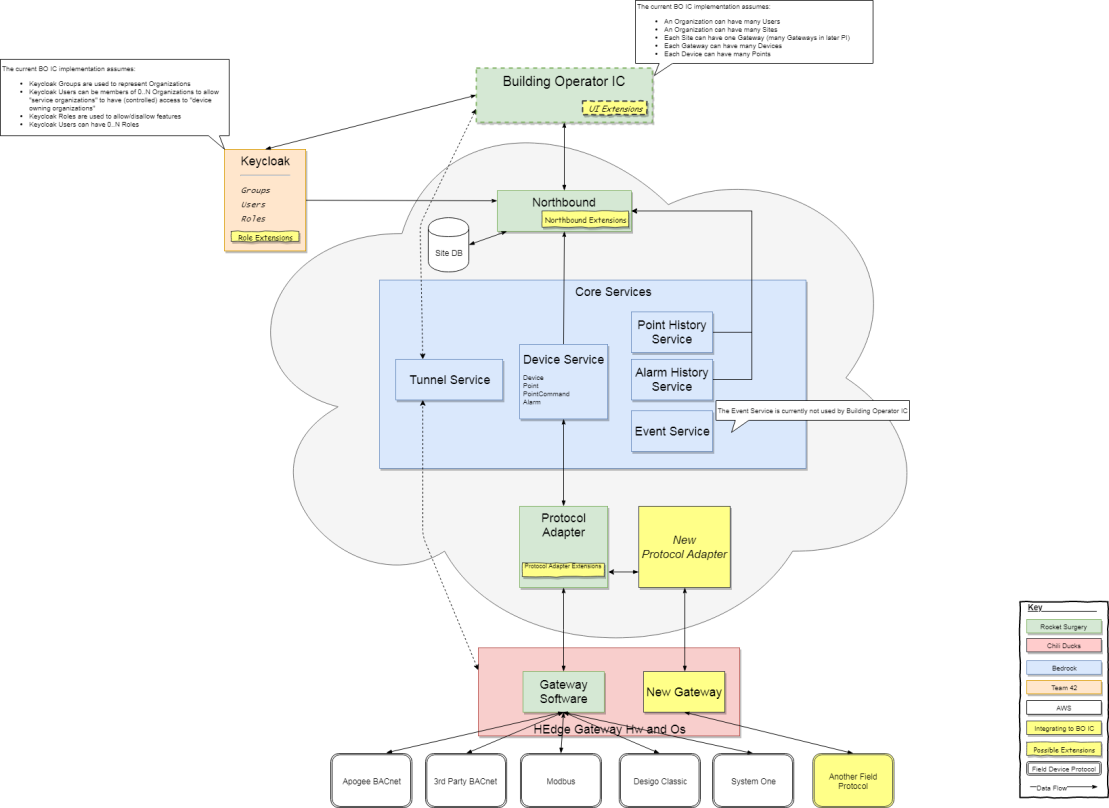 The current BO IC implementation assumes:
An Organization can have many Users
An Organization can have many Sites
Each Site can have one Gateway (many Gateways in later PI)
Each Gateway can have many Devices
Each Device can have many Points
The current BO IC implementation assumes:
Keycloak Groups are used to represent Organizations
Keycloak Users can be members of 0..N Organizations to allow
"service organizations" to have (controlled) access to "device
owning organizations"
Keycloak Roles are used to allow/disallow features
Keycloak Users can have 0..N Roles
Building Operator IC
UI Extensions
Keycloak
Groups
Users
Roles
Role Extensions
Northbound
Northbound Extensions
Site DB
Core Services
Point History
Service
Device Service
Device
Point
PointCommand
Alarm
Alarm History
Service
Tunnel Service
Event Service
The Event Service is currently not used by Building Operator IC
Protocol
Adapter
Protocol Adapter Extensions
New
Protocol Adapter
Gateway
Software
New Gateway
HEdge Gateway Hw and Os
Apogee BACnet
3rd Party BACnet
Modbus
Desigo Classic
System One
Another Field
Protocol
Key
Rocket Surgery
Chili Ducks
Bedrook
Team 42
AWS
Integrating to BO IC
Possible Extensions
Field Device Protocol
Data Flow